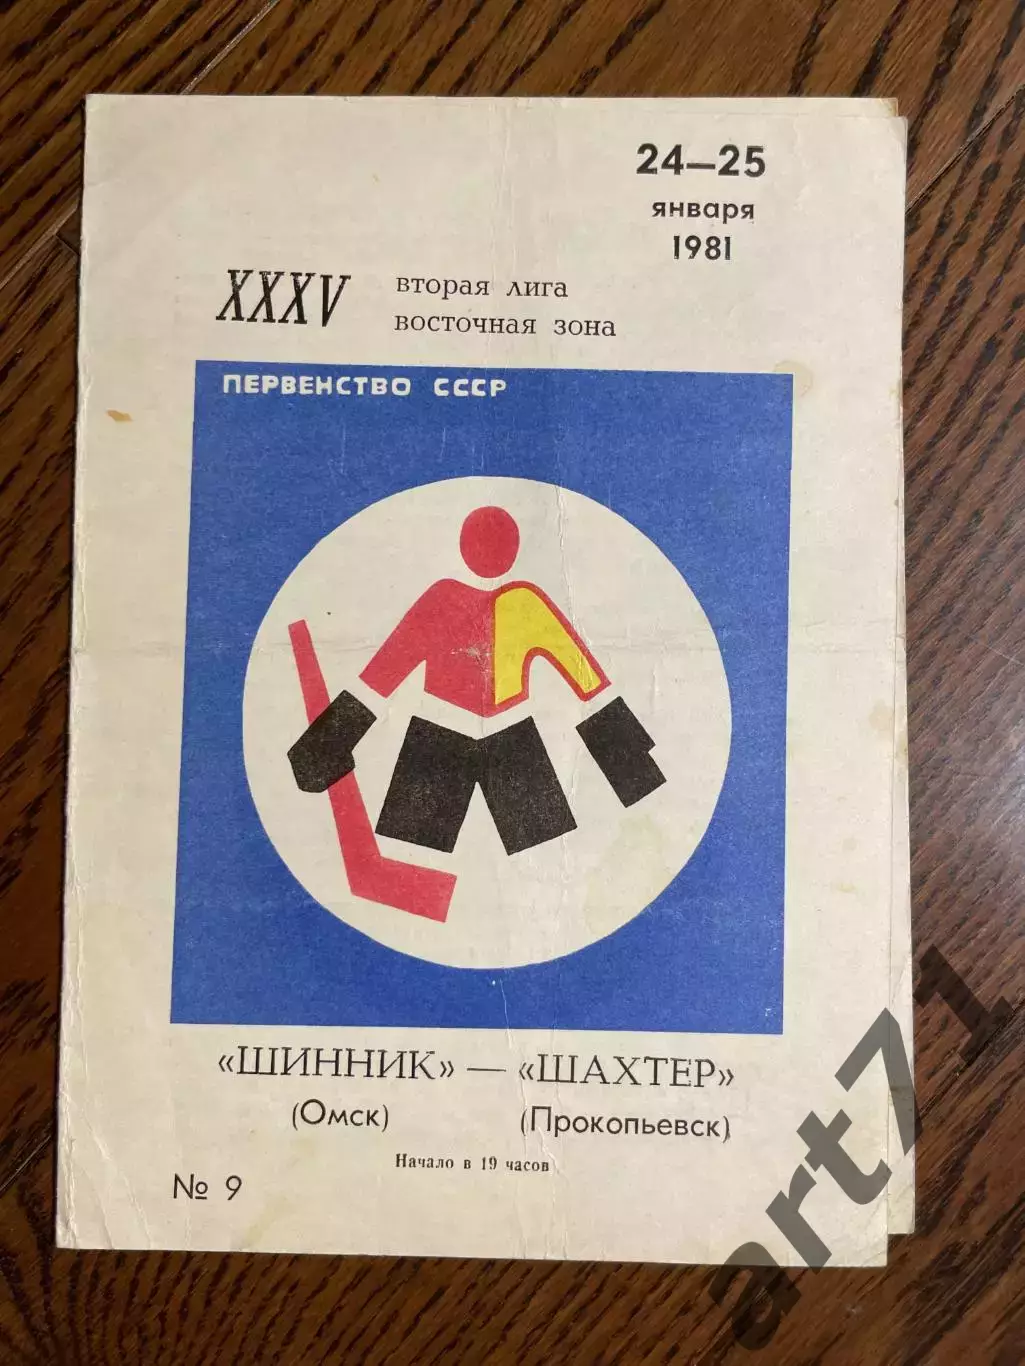 24—25
января
1981
XXXV
вторая лига
восточная зона
ПЕРВЕНСТВО СССР
«ШИННИК» — «ШАХТЕР»
(Омск) (Прокопьевск)
Начало в 19 часов
№ 9
art71